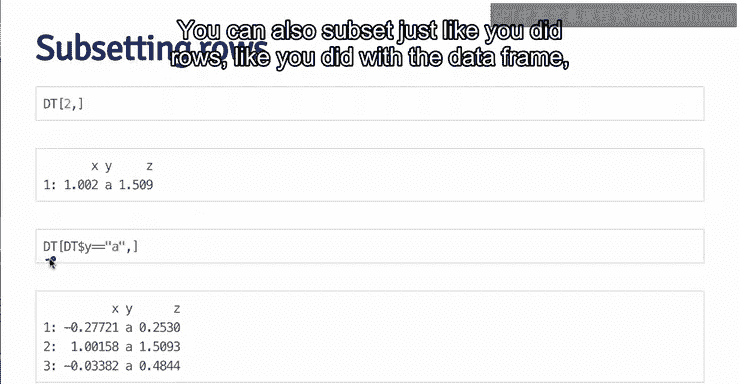 You can also subset just like you did
Subsetting rows
rows, like you did with the data frame,
DT[2,]
x y z
1: 1.002 a 1.509
DT[DT$y=="a",]
x y z
1: -0.27721 a 0.2530
2: 1.00158 a 1.5093
3: -0.03382 a 0.4844